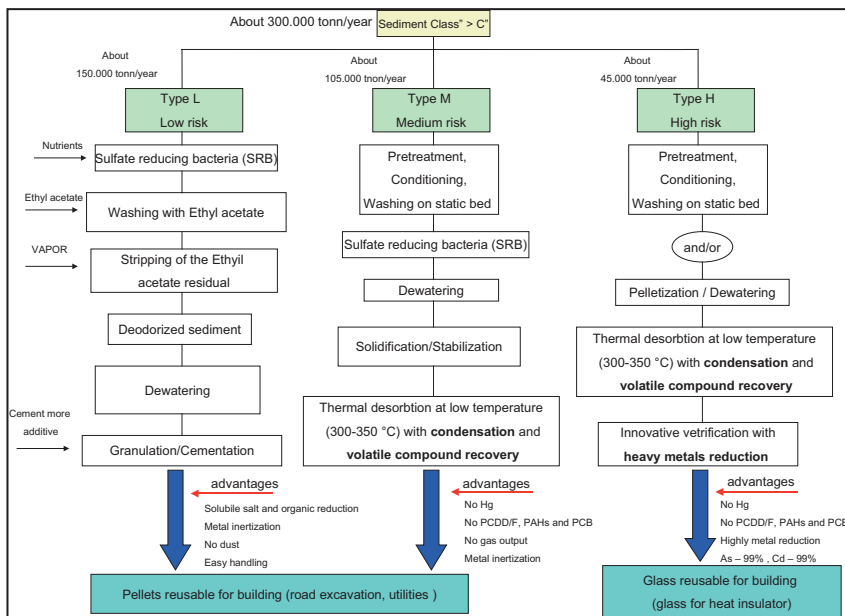 About 300.000 tonn/year
Sediment Class" > C"
About
150.000 tonn/year
About
105.000 tnon/year
About
45.000 tonn/year
Type L
Low risk
Type M
Medium risk
Type H
High risk
Nutrients
Sulfate reducing bacteria (SRB)
Ethyl acetate
Washing with Ethyl acetate
VAPOR
Stripping of the Ethyil
acetate residual
Deodorized sediment
Dewatering
Cement more
additive
Granulation/Cementation
advantages
Solubile salt and organic reduction
Metal inertization
No dust
Easy handling
Pretreatment,
Conditioning,
Washing on static bed
Sulfate reducing bacteria (SRB)
Dewatering
Solidification/Stabilization
Thermal desorbtion at low temperature
(300-350 °C) with condensation and
volatile compound recovery
advantages
No Hg
No PCDD/F, PAHs and PCB
No gas output
Metal inertization
Pellets reusable for building (road excavation, utilities )
Pretreatment,
Conditioning,
Washing on static bed
and/or
Pelletization / Dewatering
Thermal desorbtion at low temperature
(300-350 °C) with condensation and
volatile compound recovery
Innovative vetrification with
heavy metals reduction
advantages
No Hg
No PCDD/F, PAHs and PCB
Highly metal reduction
As – 99% , Cd – 99%
Glass reusable for building
(glass for heat insulator)